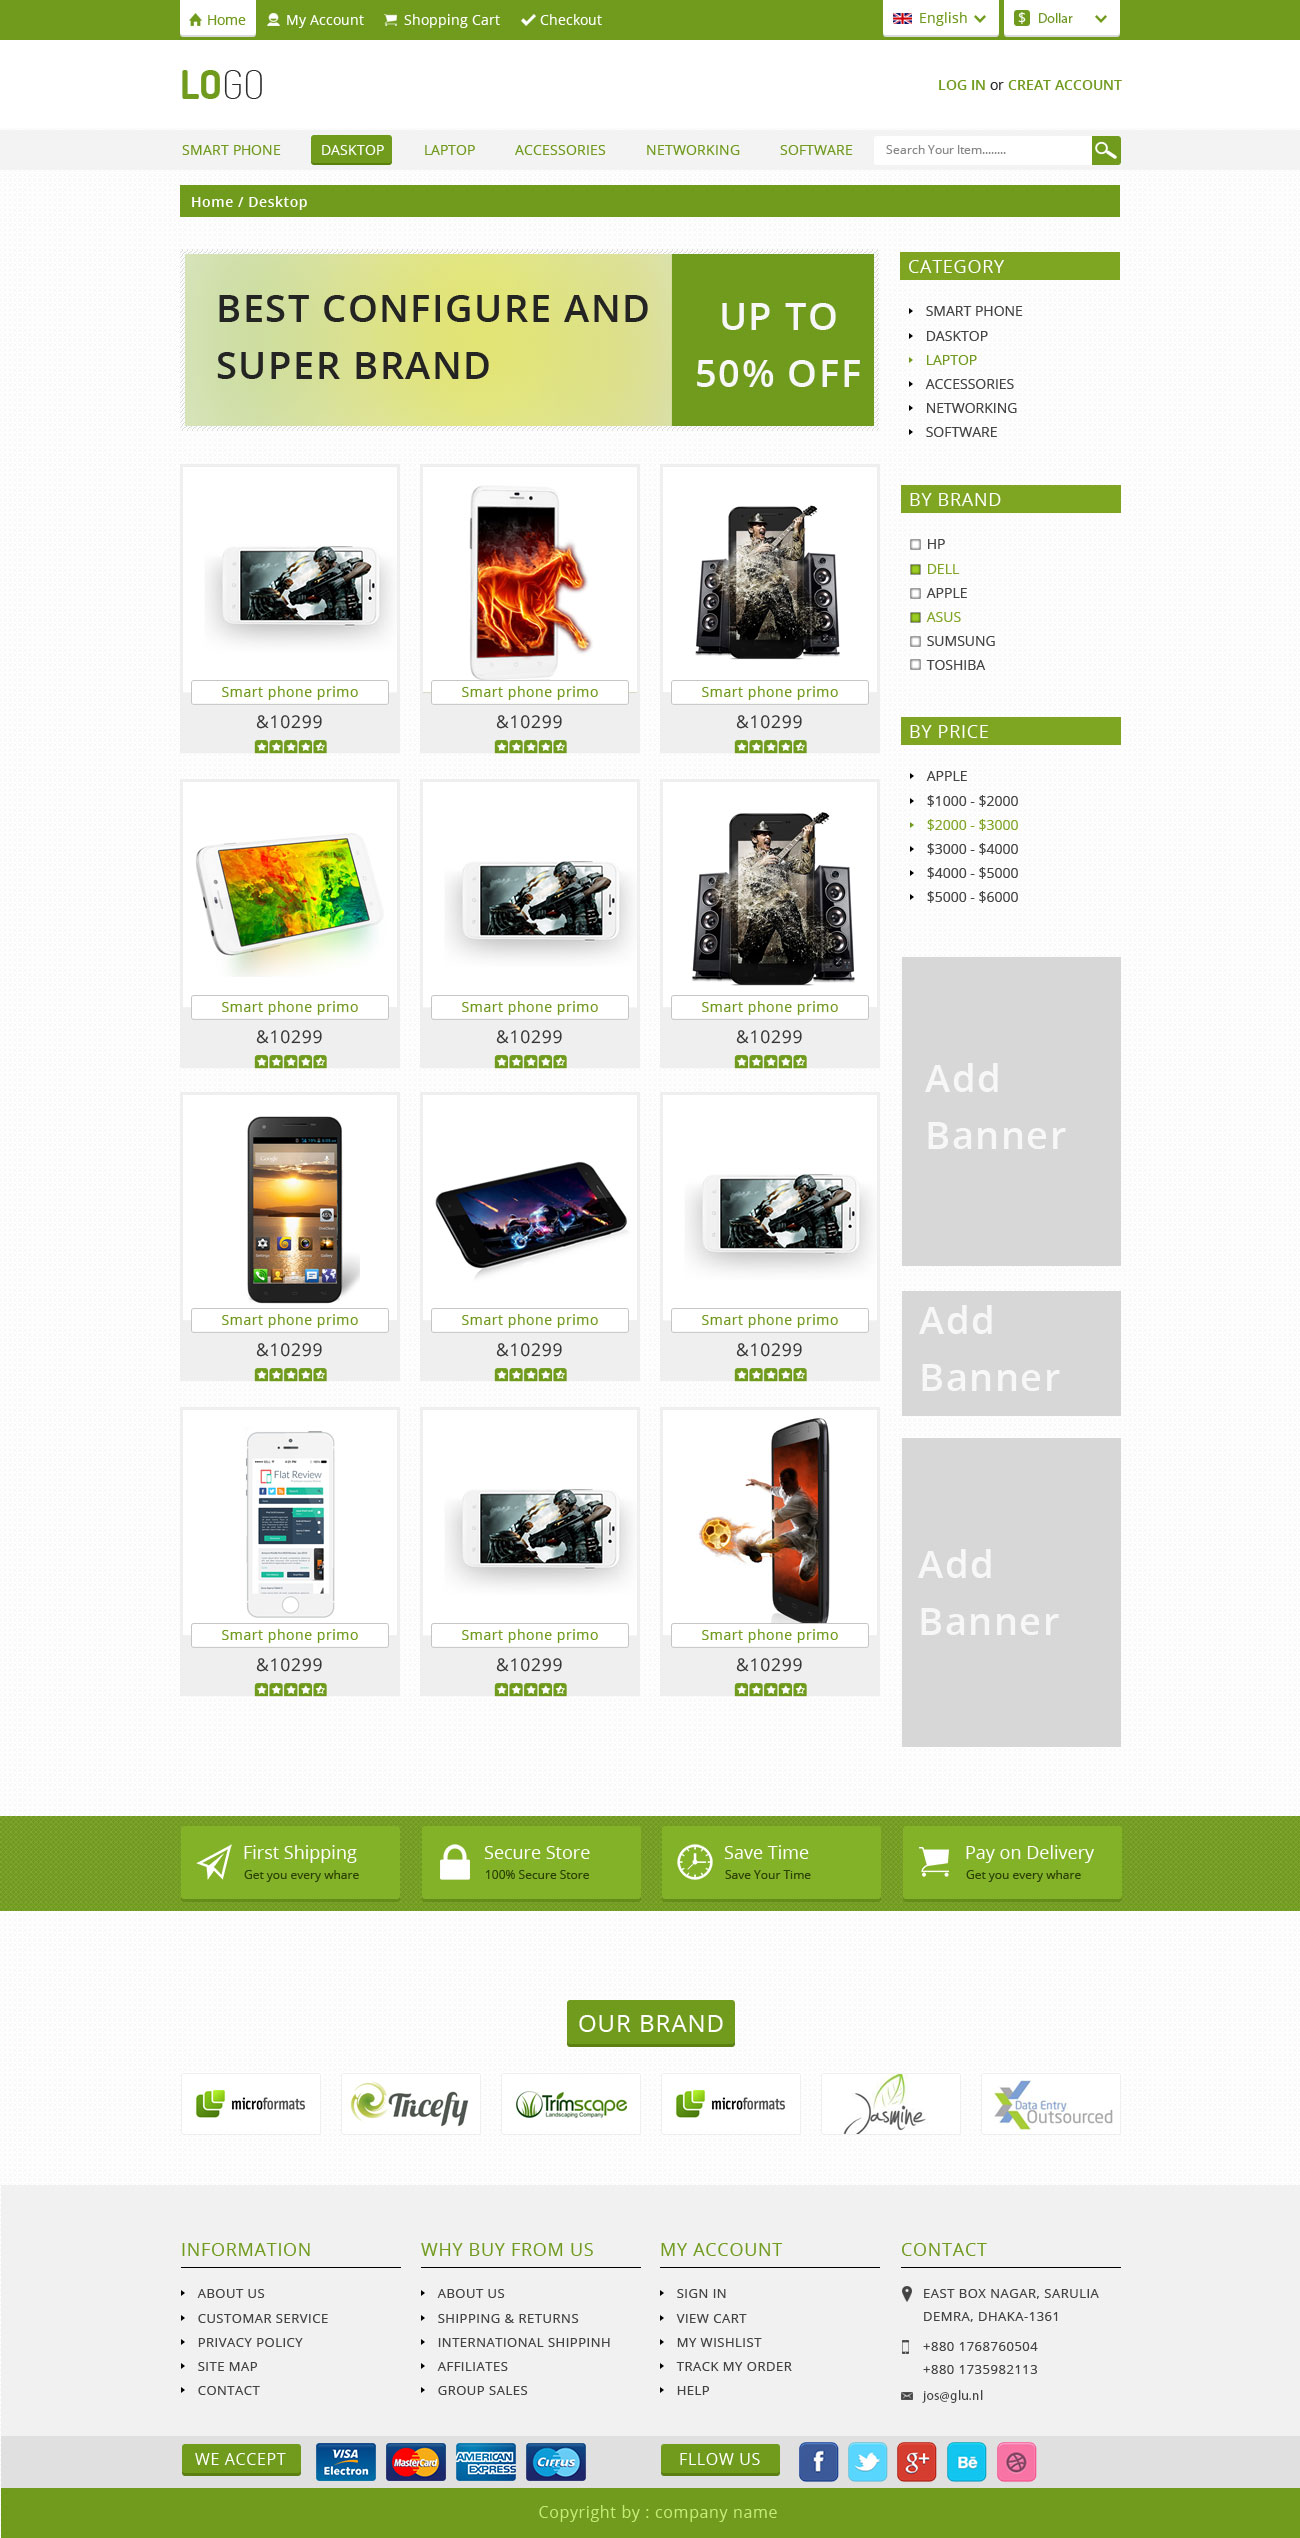 Home My Account Shopping Cart Checkout English $ Dollar
LOGO
LOG IN or CREAT ACCOUNT
SMART PHONE DASKTOP LAPTOP ACCESSORIES NETWORKING SOFTWARE Search Your Item........
Home / Desktop
BEST CONFIGURE AND
SUPER BRAND
UP TO
50% OFF
CATEGORY
SMART PHONE
DASKTOP
LAPTOP
ACCESSORIES
NETWORKING
SOFTWARE
BY BRAND
HP
DELL
APPLE
ASUS
SUMSUNG
TOSHIBA
BY PRICE
APPLE
$1000 - $2000
$2000 - $3000
$3000 - $4000
$4000 - $5000
$5000 - $6000
Add
Banner
Add
Banner
Add
Banner
Smart phone primo Smart phone primo Smart phone primo
&10299 &10299 &10299
Smart phone primo Smart phone primo Smart phone primo
&10299 &10299 &10299
Google
Smart phone primo Smart phone primo Smart phone primo
&10299 &10299 &10299
Flat Review
Smart phone primo Smart phone primo Smart phone primo
&10299 &10299 &10299
First Shipping
Get you every whare
Secure Store
100% Secure Store
Save Time
Save Your Time
Pay on Delivery
Get you every whare
OUR BRAND
microformats
Tricefy
Trimscape
Landscaping Company
microformats
Jasmine
Data Entry
Outsourced
INFORMATION
ABOUT US
CUSTOMAR SERVICE
PRIVACY POLICY
SITE MAP
CONTACT
WHY BUY FROM US
ABOUT US
SHIPPING & RETURNS
INTERNATIONAL SHIPPINH
AFFILIATES
GROUP SALES
MY ACCOUNT
SIGN IN
VIEW CART
MY WISHLIST
TRACK MY ORDER
HELP
CONTACT
EAST BOX NAGAR, SARULIA
DEMRA, DHAKA-1361
+880 1768760504
+880 1735982113
jos@glu.nl
WE ACCEPT
VISA
Electron
MasterCard
AMERICAN
EXPRESS
Cirrus
FLLOW US
f
g+
Bē
Copyright by : company name